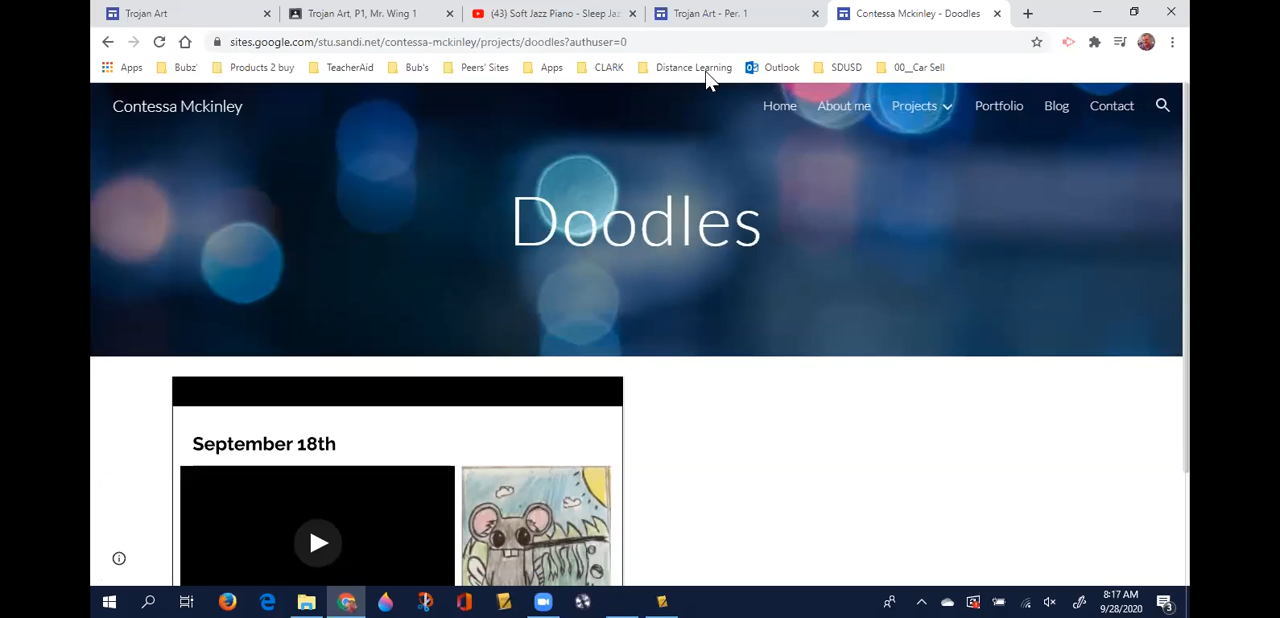 Trojan Art
Trojan Art, P1, Mr. Wing 1
(43) Soft Jazz Piano - Sleep Jaz
Trojan Art - Per. 1
Contessa Mckinley - Doodles
sites.google.com/stu.sandi.net/contessa-mckinley/projects/doodles?authuser=0
Apps Bubz' Products 2 buy TeacherAid Bub's Peers' Sites Apps CLARK Distance Learning Outlook SDUSD 00__Car Sell
Contessa Mckinley
Home About me Projects Portfolio Blog Contact
Doodles
September 18th
8:17 AM
9/28/2020
3